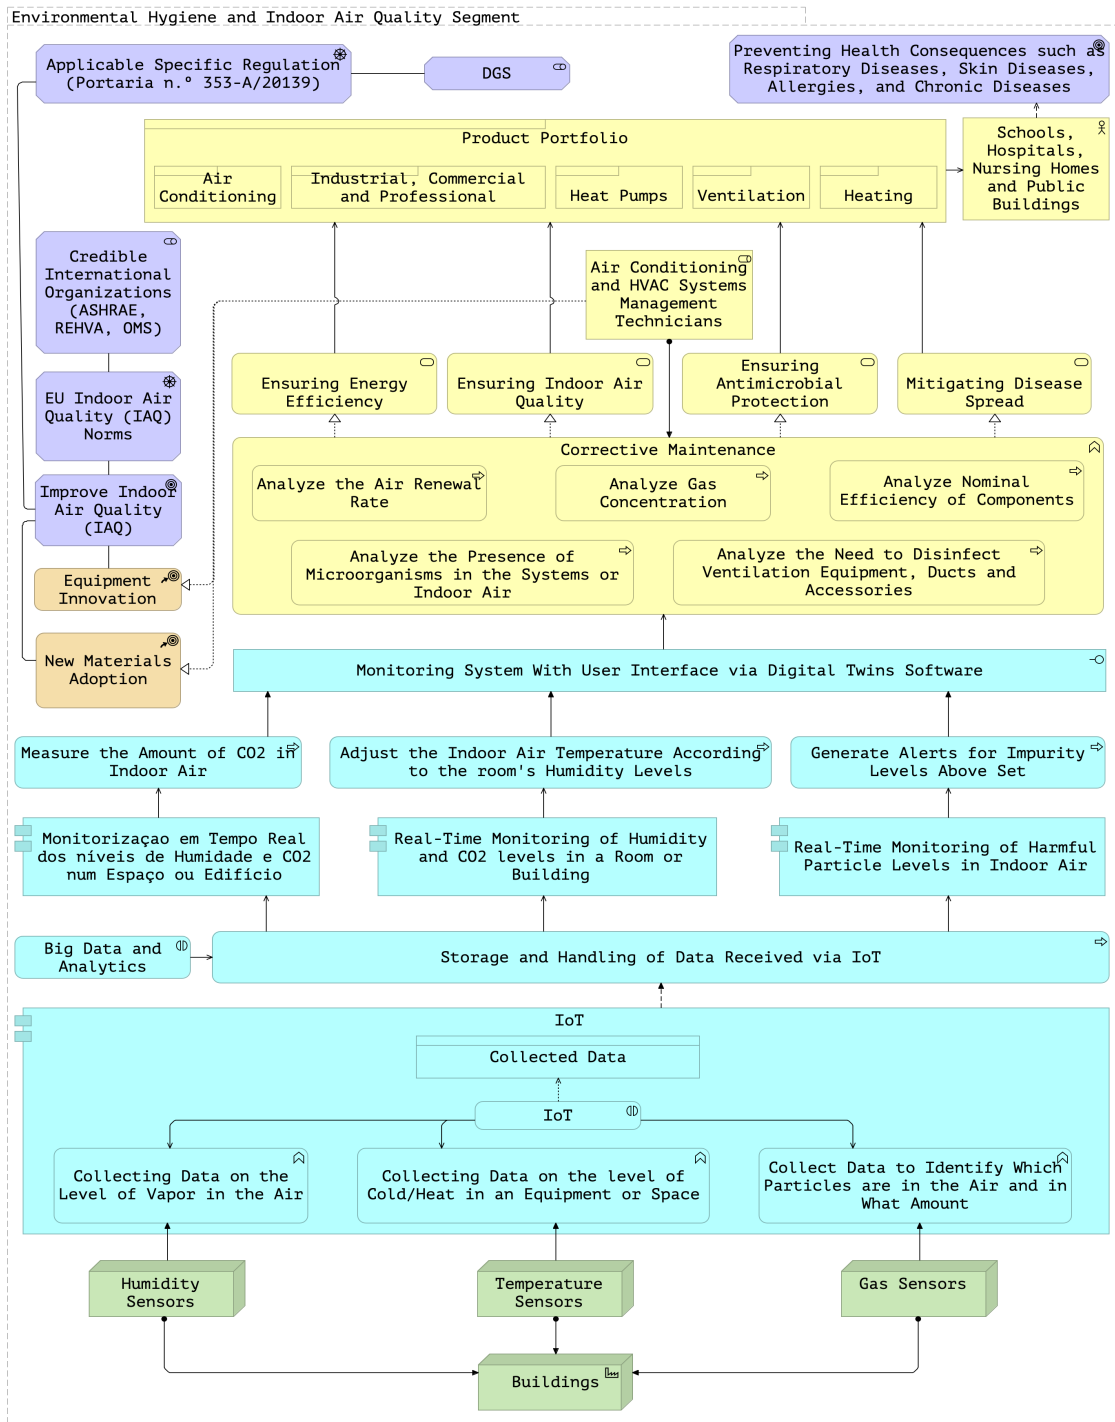 Environmental Hygiene and Indoor Air Quality Segment
Applicable Specific Regulation
(Portaria n.º 353-A/20139)
DGS
Preventing Health Consequences such as
Respiratory Diseases, Skin Diseases,
Allergies, and Chronic Diseases
Product Portfolio
Air
Conditioning
Industrial, Commercial
and Professional
Heat Pumps
Ventilation
Heating
Schools,
Hospitals,
Nursing Homes
and Public
Buildings
Credible
International
Organizations
(ASHRAE,
REHVA, OMS)
Air Conditioning
and HVAC Systems
Management
Technicians
EU Indoor Air
Quality (IAQ)
Norms
Ensuring Energy
Efficiency
Ensuring Indoor Air
Quality
Ensuring
Antimicrobial
Protection
Mitigating Disease
Spread
Improve Indoor
Air Quality
(IAQ)
Corrective Maintenance
Analyze the Air Renewal
Rate
Analyze Gas
Concentration
Analyze Nominal
Efficiency of Components
Analyze the Presence of
Microorganisms in the Systems or
Indoor Air
Analyze the Need to Disinfect
Ventilation Equipment, Ducts and
Accessories
Equipment
Innovation
New Materials
Adoption
Monitoring System With User Interface via Digital Twins Software
Measure the Amount of CO2 in
Indoor Air
Adjust the Indoor Air Temperature According
to the room's Humidity Levels
Generate Alerts for Impurity
Levels Above Set
Monitorizaçao em Tempo Real
dos níveis de Humidade e CO2
num Espaço ou Edifício
Real-Time Monitoring of Humidity
and CO2 levels in a Room or
Building
Real-Time Monitoring of Harmful
Particle Levels in Indoor Air
Big Data and
Analytics
Storage and Handling of Data Received via IoT
IoT
Collected Data
IoT
Collecting Data on the
Level of Vapor in the Air
Collecting Data on the level of
Cold/Heat in an Equipment or Space
Collect Data to Identify Which
Particles are in the Air and in
What Amount
Humidity
Sensors
Temperature
Sensors
Gas Sensors
Buildings